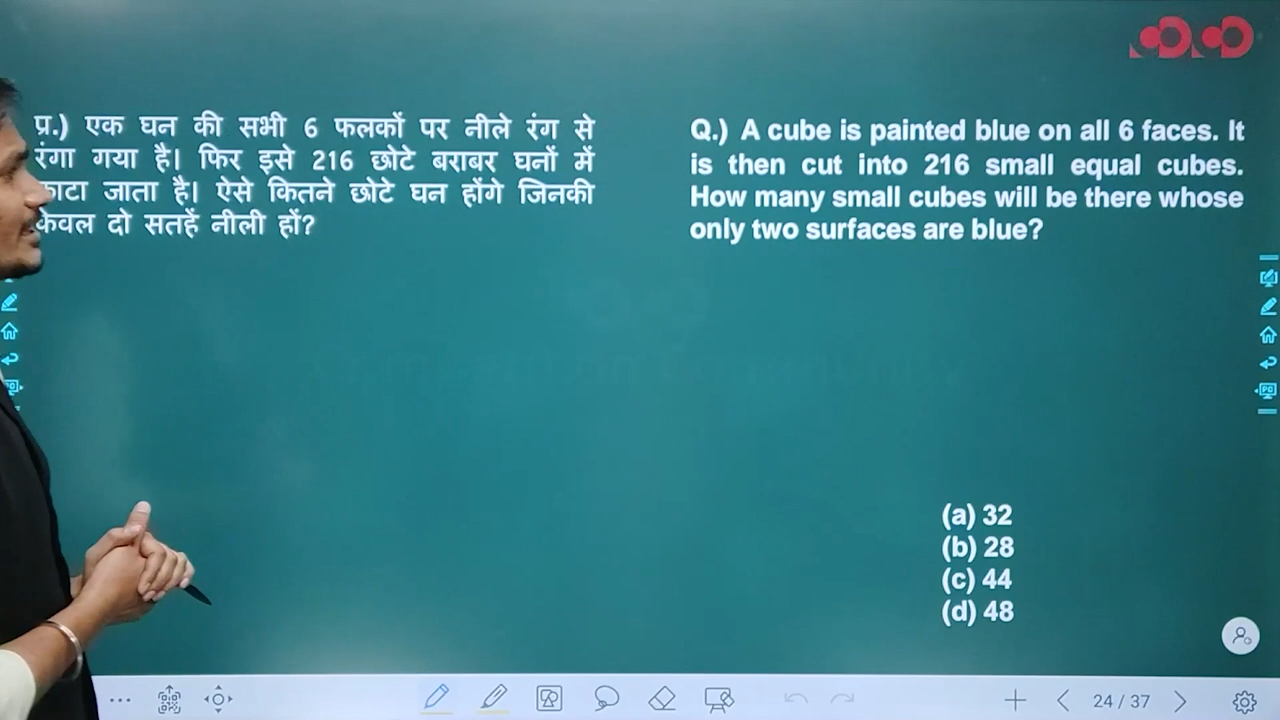 प्र.) एक घन की सभी 6 फलकों पर नीले रंग से
रंगा गया है। फिर इसे 216 छोटे बराबर घनों में
काटा जाता है। ऐसे कितने छोटे घन होंगे जिनकी
केवल दो सतहें नीली हों?
Q.) A cube is painted blue on all 6 faces. It
is then cut into 216 small equal cubes.
How many small cubes will be there whose
only two surfaces are blue?
(a) 32
(b) 28
(c) 44
(d) 48
24 / 37